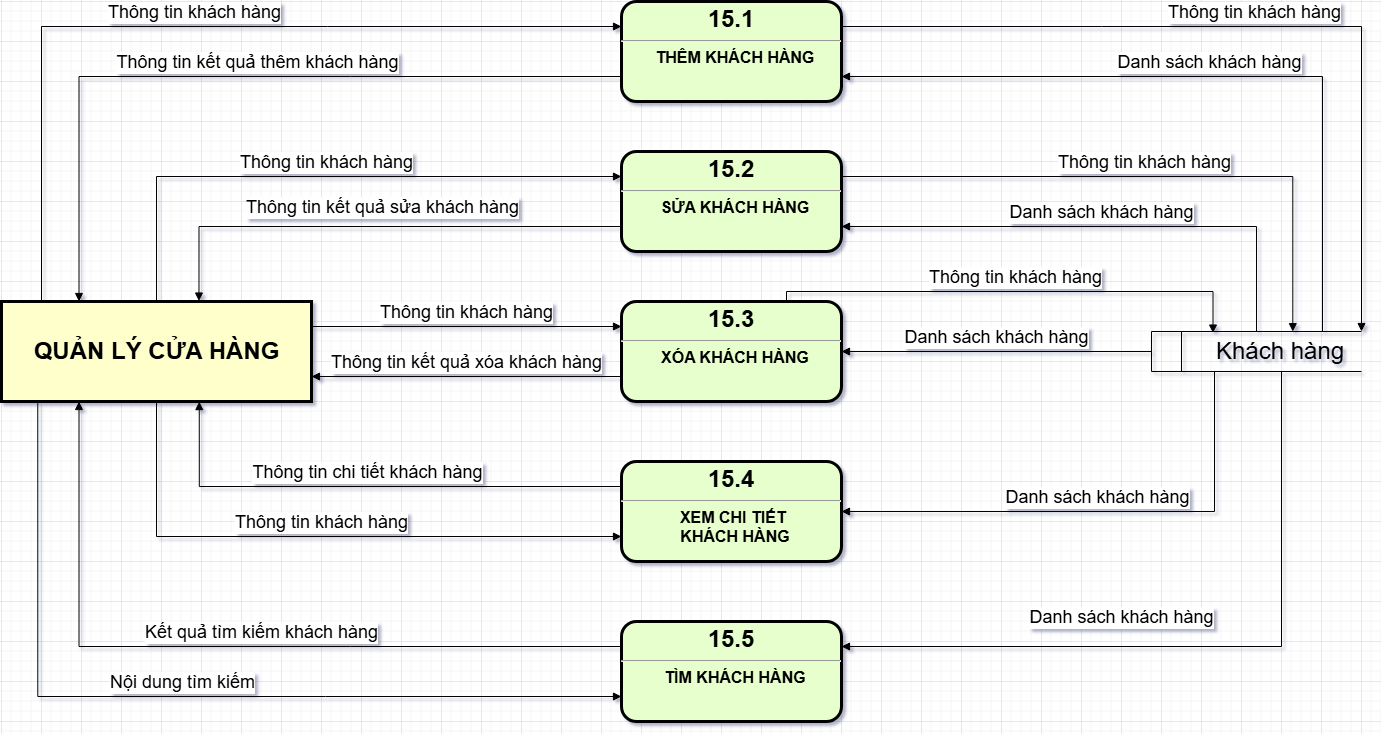 Thông tin khách hàng
15.1
Thông tin khách hàng
Thông tin kết quả thêm khách hàng
THÊM KHÁCH HÀNG
Danh sách khách hàng
Thông tin khách hàng
15.2
Thông tin khách hàng
Thông tin kết quả sửa khách hàng
SỬA KHÁCH HÀNG
Danh sách khách hàng
Thông tin khách hàng
Thông tin khách hàng
15.3
Danh sách khách hàng
QUẢN LÝ CỬA HÀNG
Thông tin kết quả xóa khách hàng
XÓA KHÁCH HÀNG
Khách hàng
Thông tin chi tiết khách hàng
15.4
Danh sách khách hàng
Thông tin khách hàng
XEM CHI TIẾT
KHÁCH HÀNG
Kết quả tìm kiếm khách hàng
15.5
Danh sách khách hàng
Nội dung tìm kiếm
TÌM KHÁCH HÀNG